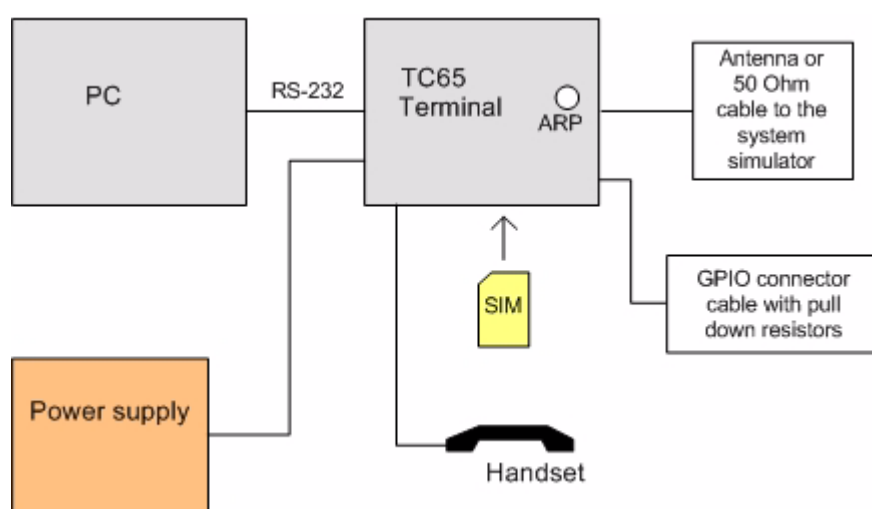 PC
RS-232
TC65
Terminal
ARP
Antenna or
50 Ohm
cable to the
system
simulator
GPIO connector
cable with pull
down resistors
SIM
Power supply
Handset